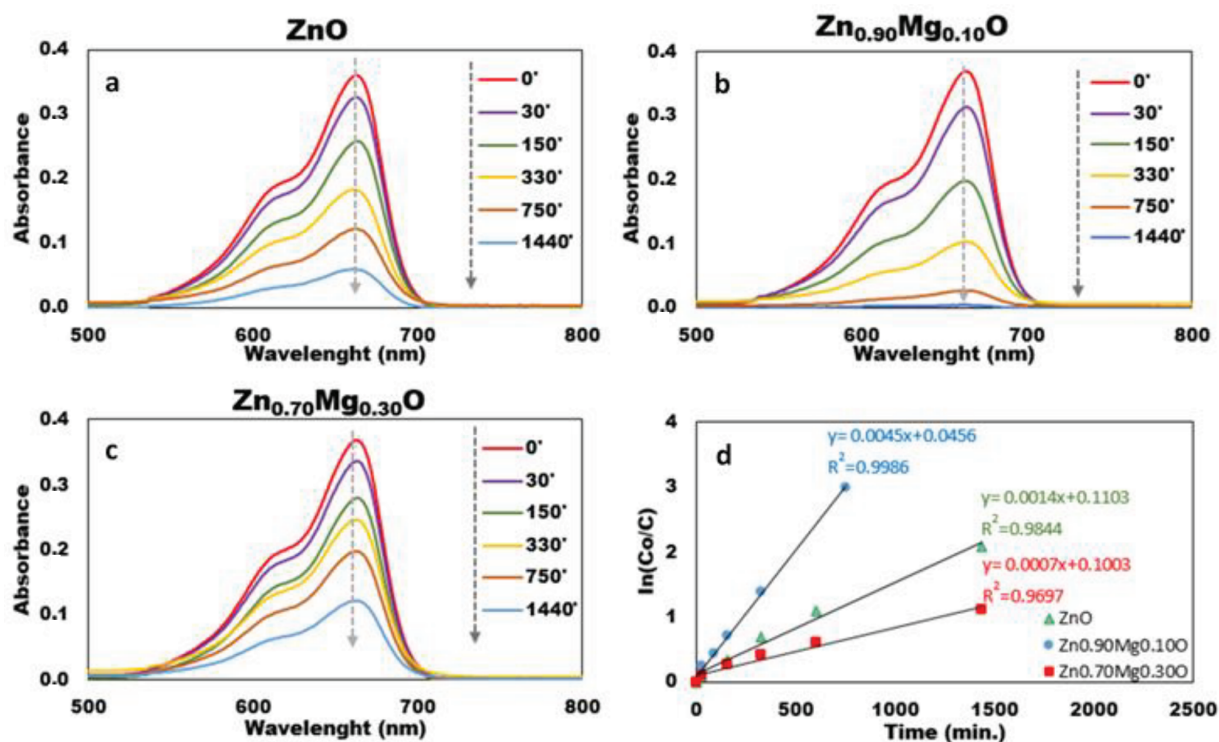 ZnO
a
0'
30'
150'
330'
750'
1440'
Absorbance
0.4
0.3
0.2
0.1
0.0
500 600 700 800
Wavelenght (nm)
Zn0.90Mg0.10O
b
0'
30'
150'
330'
750'
1440'
Absorbance
0.4
0.3
0.2
0.1
0.0
500 600 700 800
Wavelenght (nm)
Zn0.70Mg0.30O
c
0'
30'
150'
330'
750'
1440'
Absorbance
0.4
0.3
0.2
0.1
0.0
500 600 700 800
Wavelenght (nm)
d
y= 0.0045x+0.0456
R²=0.9986
y= 0.0014x+0.1103
R²=0.9844
y= 0.0007x+0.1003
R²=0.9697
ZnO
Zn0.90Mg0.10O
Zn0.70Mg0.30O
ln(Co/C)
4
3
2
1
0
0 500 1000 1500 2000 2500
Time (min.)